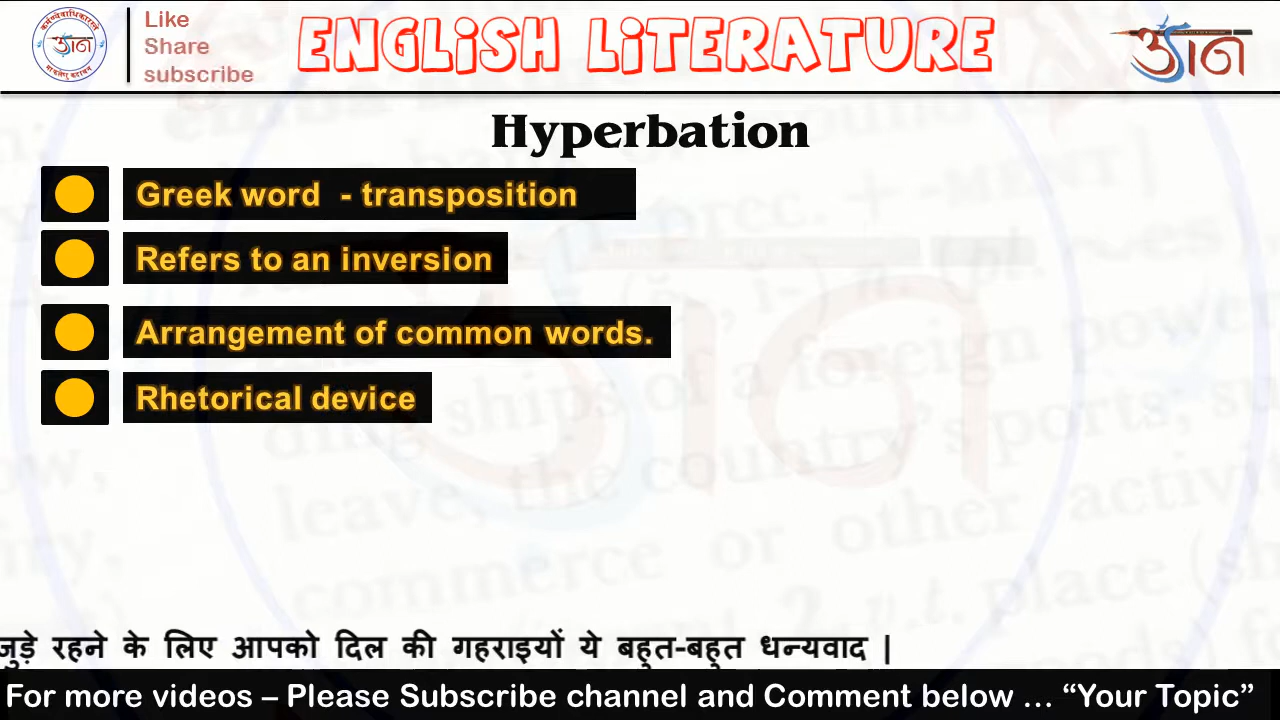 Like
Share
subscribe
ENGLiSH LiTERATURE
Hyperbation
Greek word - transposition
Refers to an inversion
Arrangement of common words.
Rhetorical device
जुड़े रहने के लिए आपको दिल की गहराइयों ये बहुत-बहुत धन्यवाद |
For more videos – Please Subscribe channel and Comment below ... “Your Topic”